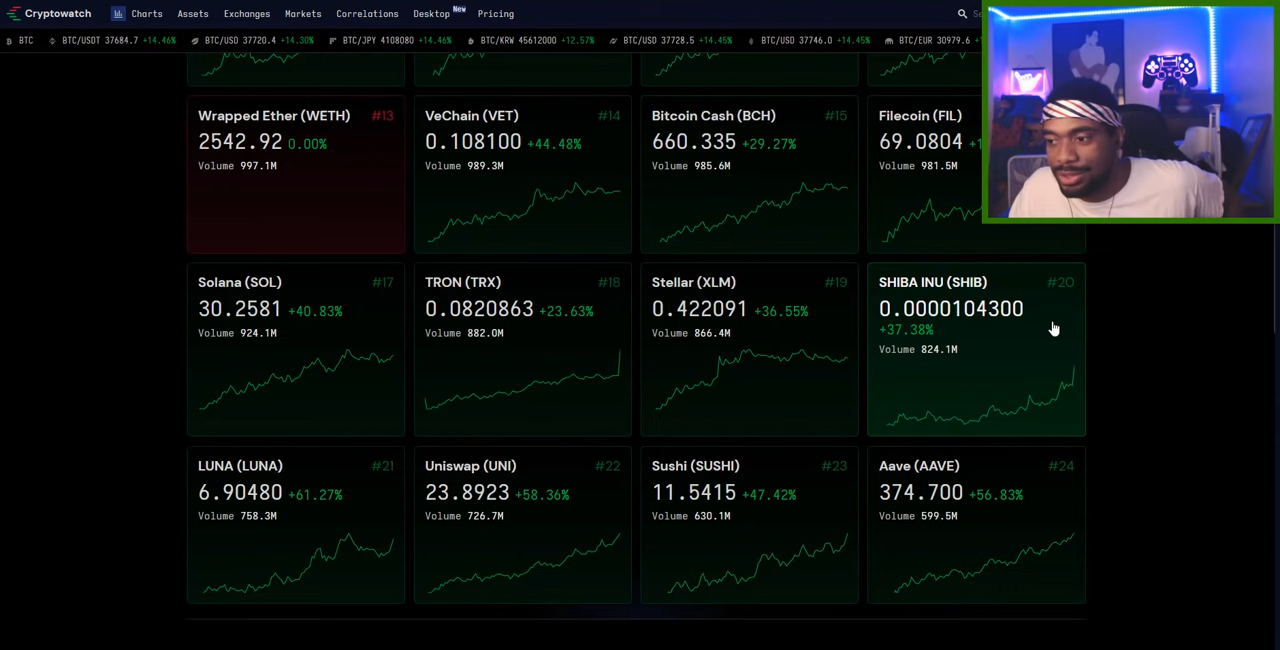 Cryptowatch Charts Assets Exchanges Markets Correlations Desktop New Pricing
BTC BTC/USDT 37684.7 +14.46% BTC/USD 37720.4 +14.30% BTC/JPY 4108080 +14.46% BTC/KRW 45612000 +12.57% BTC/USD 37728.5 +14.45% BTC/USD 37746.0 +14.45% BTC/EUR 30979.6
Wrapped Ether (WETH) #13
2542.92 0.00%
Volume 997.1M
VeChain (VET) #14
0.108100 +44.48%
Volume 989.3M
Bitcoin Cash (BCH) #15
660.335 +29.27%
Volume 985.6M
Filecoin (FIL)
69.0804
Volume 981.5M
Solana (SOL) #17
30.2581 +40.83%
Volume 924.1M
TRON (TRX) #18
0.0820863 +23.63%
Volume 882.0M
Stellar (XLM) #19
0.422091 +36.55%
Volume 866.4M
SHIBA INU (SHIB) #20
0.0000104300
+37.38%
Volume 824.1M
LUNA (LUNA) #21
6.90480 +61.27%
Volume 758.3M
Uniswap (UNI) #22
23.8923 +58.36%
Volume 726.7M
Sushi (SUSHI) #23
11.5415 +47.42%
Volume 630.1M
Aave (AAVE) #24
374.700 +56.83%
Volume 599.5M